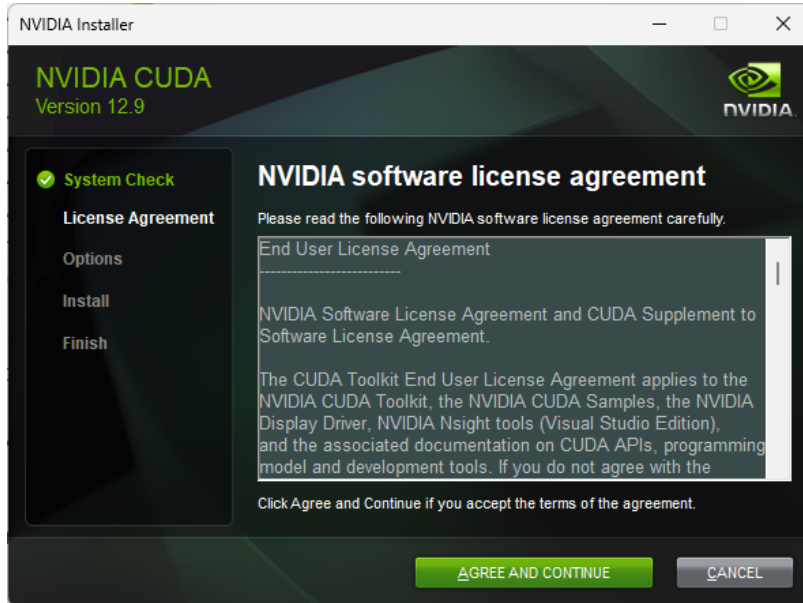 NVIDIA Installer
NVIDIA CUDA
Version 12.9
NVIDIA.
System Check
License Agreement
Options
Install
Finish
NVIDIA software license agreement
Please read the following NVIDIA software license agreement carefully.
End User License Agreement
--------------------------
NVIDIA Software License Agreement and CUDA Supplement to
Software License Agreement.
The CUDA Toolkit End User License Agreement applies to the
NVIDIA CUDA Toolkit, the NVIDIA CUDA Samples, the NVIDIA
Display Driver, NVIDIA Nsight tools (Visual Studio Edition),
and the associated documentation on CUDA APIs, programming
model and development tools. If you do not agree with the
Click Agree and Continue if you accept the terms of the agreement.
AGREE AND CONTINUE
CANCEL